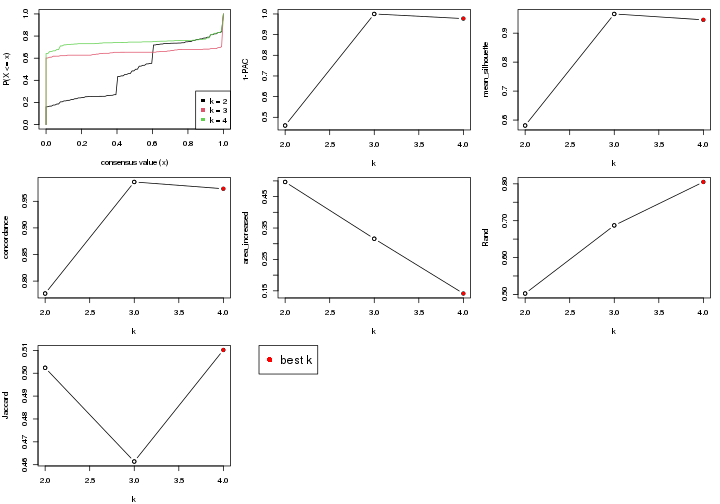 P(X <= x)
0.0 0.2 0.4 0.6 0.8 1.0
k = 2
k = 3
k = 4
0.0 0.2 0.4 0.6 0.8 1.0
consensus value (x)
1-PAC
0.5 0.6 0.7 0.8 0.9 1.0
2.0 2.5 3.0 3.5 4.0
k
mean_silhouette
0.6 0.7 0.8 0.9
2.0 2.5 3.0 3.5 4.0
k
concordance
0.80 0.85 0.90 0.95
2.0 2.5 3.0 3.5 4.0
k
area_increased
0.15 0.25 0.35 0.45
2.0 2.5 3.0 3.5 4.0
k
Rand
0.50 0.60 0.70 0.80
2.0 2.5 3.0 3.5 4.0
k
Jaccard
0.46 0.47 0.48 0.49 0.50 0.51
2.0 2.5 3.0 3.5 4.0
k
best k